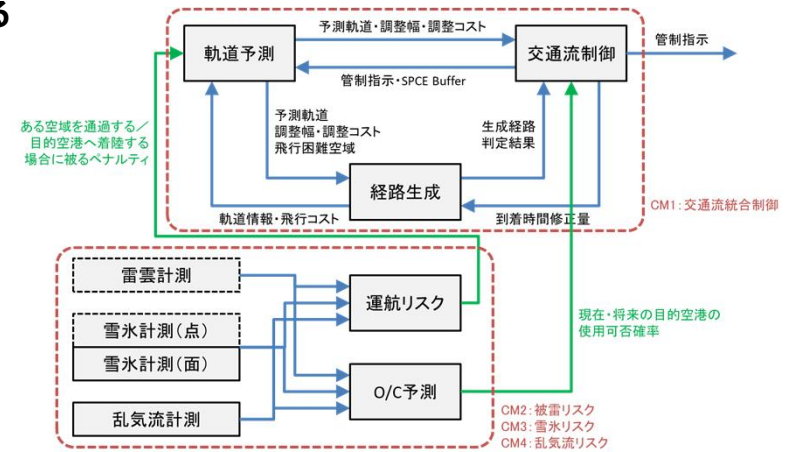 る
予測軌道・調整幅・調整コスト
軌道予測
交通流制御
管制指示
管制指示・SPCE Buffer
ある空域を通過する／
目的空港へ着陸する
場合に被るペナルティ
予測軌道
調整幅・調整コスト
飛行困難空域
生成経路
判定結果
経路生成
軌道情報・飛行コスト
到着時間修正量
CM1：交通流統合制御
雷雲計測
雪氷計測（点）
雪氷計測（面）
乱気流計測
運航リスク
O/C予測
現在・将来の目的空港の
使用可否確率
CM2：被雷リスク
CM3：雪氷リスク
CM4：乱気流リスク